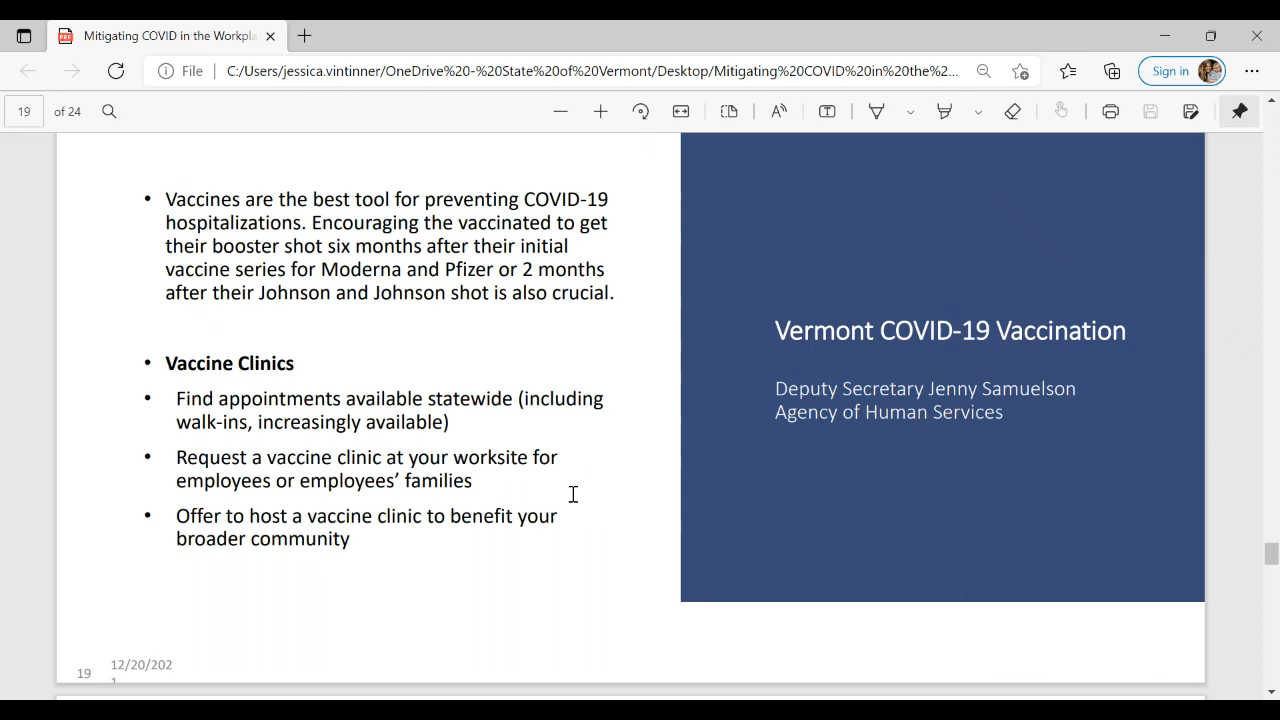 Mitigating COVID in the Workpla
File
C:/Users/jessica.vintinner/OneDrive%20-%20State%20of%20Vermont/Desktop/Mitigating%20COVID%20in%20the%2...
Sign in
19 of 24
• Vaccines are the best tool for preventing COVID-19
hospitalizations. Encouraging the vaccinated to get
their booster shot six months after their initial
vaccine series for Moderna and Pfizer or 2 months
after their Johnson and Johnson shot is also crucial.
• Vaccine Clinics
• Find appointments available statewide (including
walk-ins, increasingly available)
• Request a vaccine clinic at your worksite for
employees or employees’ families
• Offer to host a vaccine clinic to benefit your
broader community
Vermont COVID-19 Vaccination
Deputy Secretary Jenny Samuelson
Agency of Human Services
19
12/20/202
1